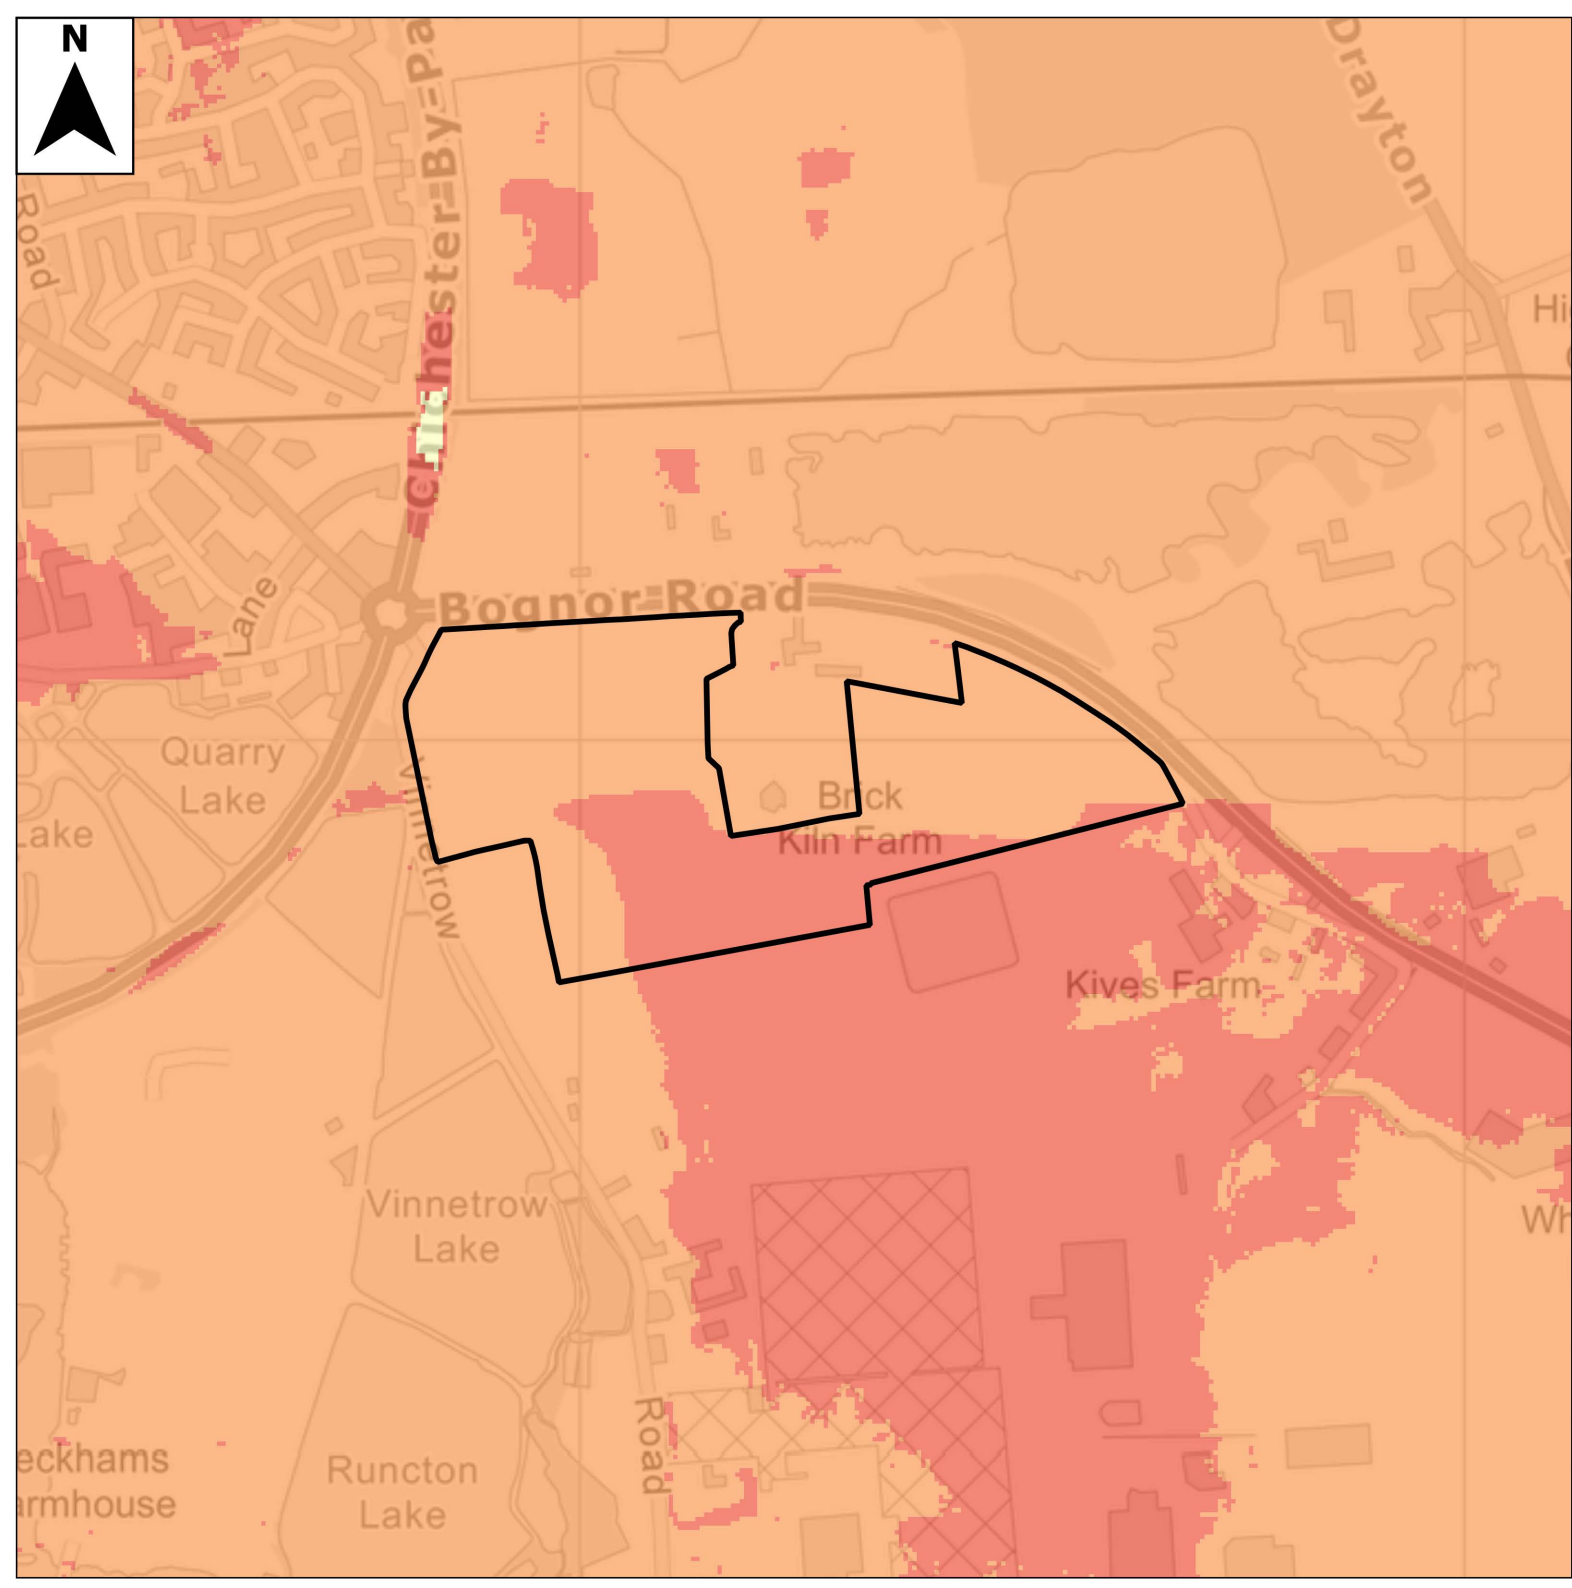 N
Chichester-By-Pa
Drayton
Road
Hi
Lane
Bognor-Road
Quarry
Lake
Lake
Vinnetrow
Brick
Kiln Farm
Kives Farm
Vinnetrow
Lake
Wh
Road
eckhams
armhouse
Runcton
Lake